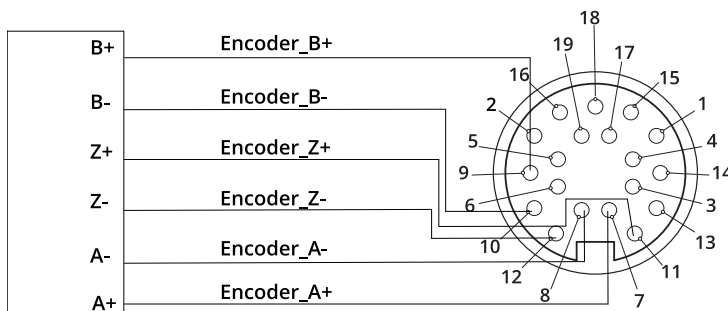 18
B+ Encoder_B+ 19 17
16 15
B- Encoder_B- 2 1
Z+ Encoder_Z+ 5 4
9 14
Z- Encoder_Z- 6 3
10 13
A- Encoder_A- 12 11
A+ Encoder_A+ 8 7